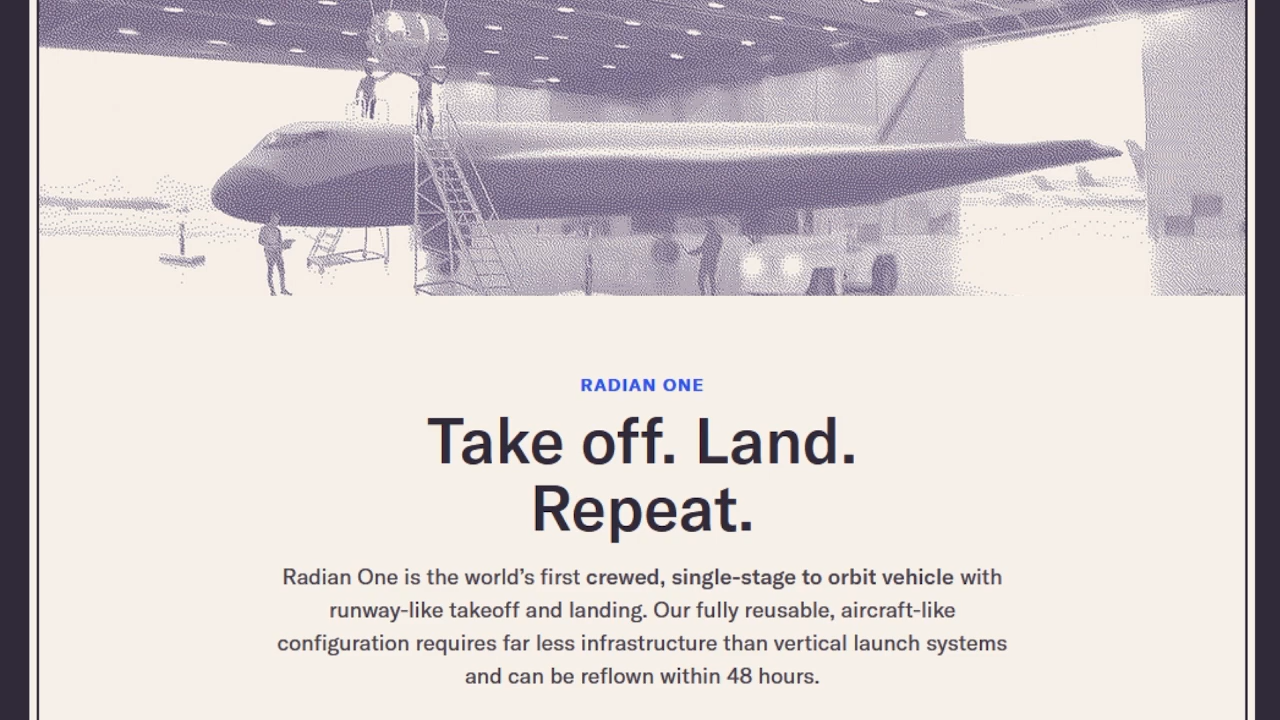 RADIAN ONE
Take off. Land.
Repeat.
Radian One is the world’s first crewed, single-stage to orbit vehicle with
runway-like takeoff and landing. Our fully reusable, aircraft-like
configuration requires far less infrastructure than vertical launch systems
and can be reflown within 48 hours.